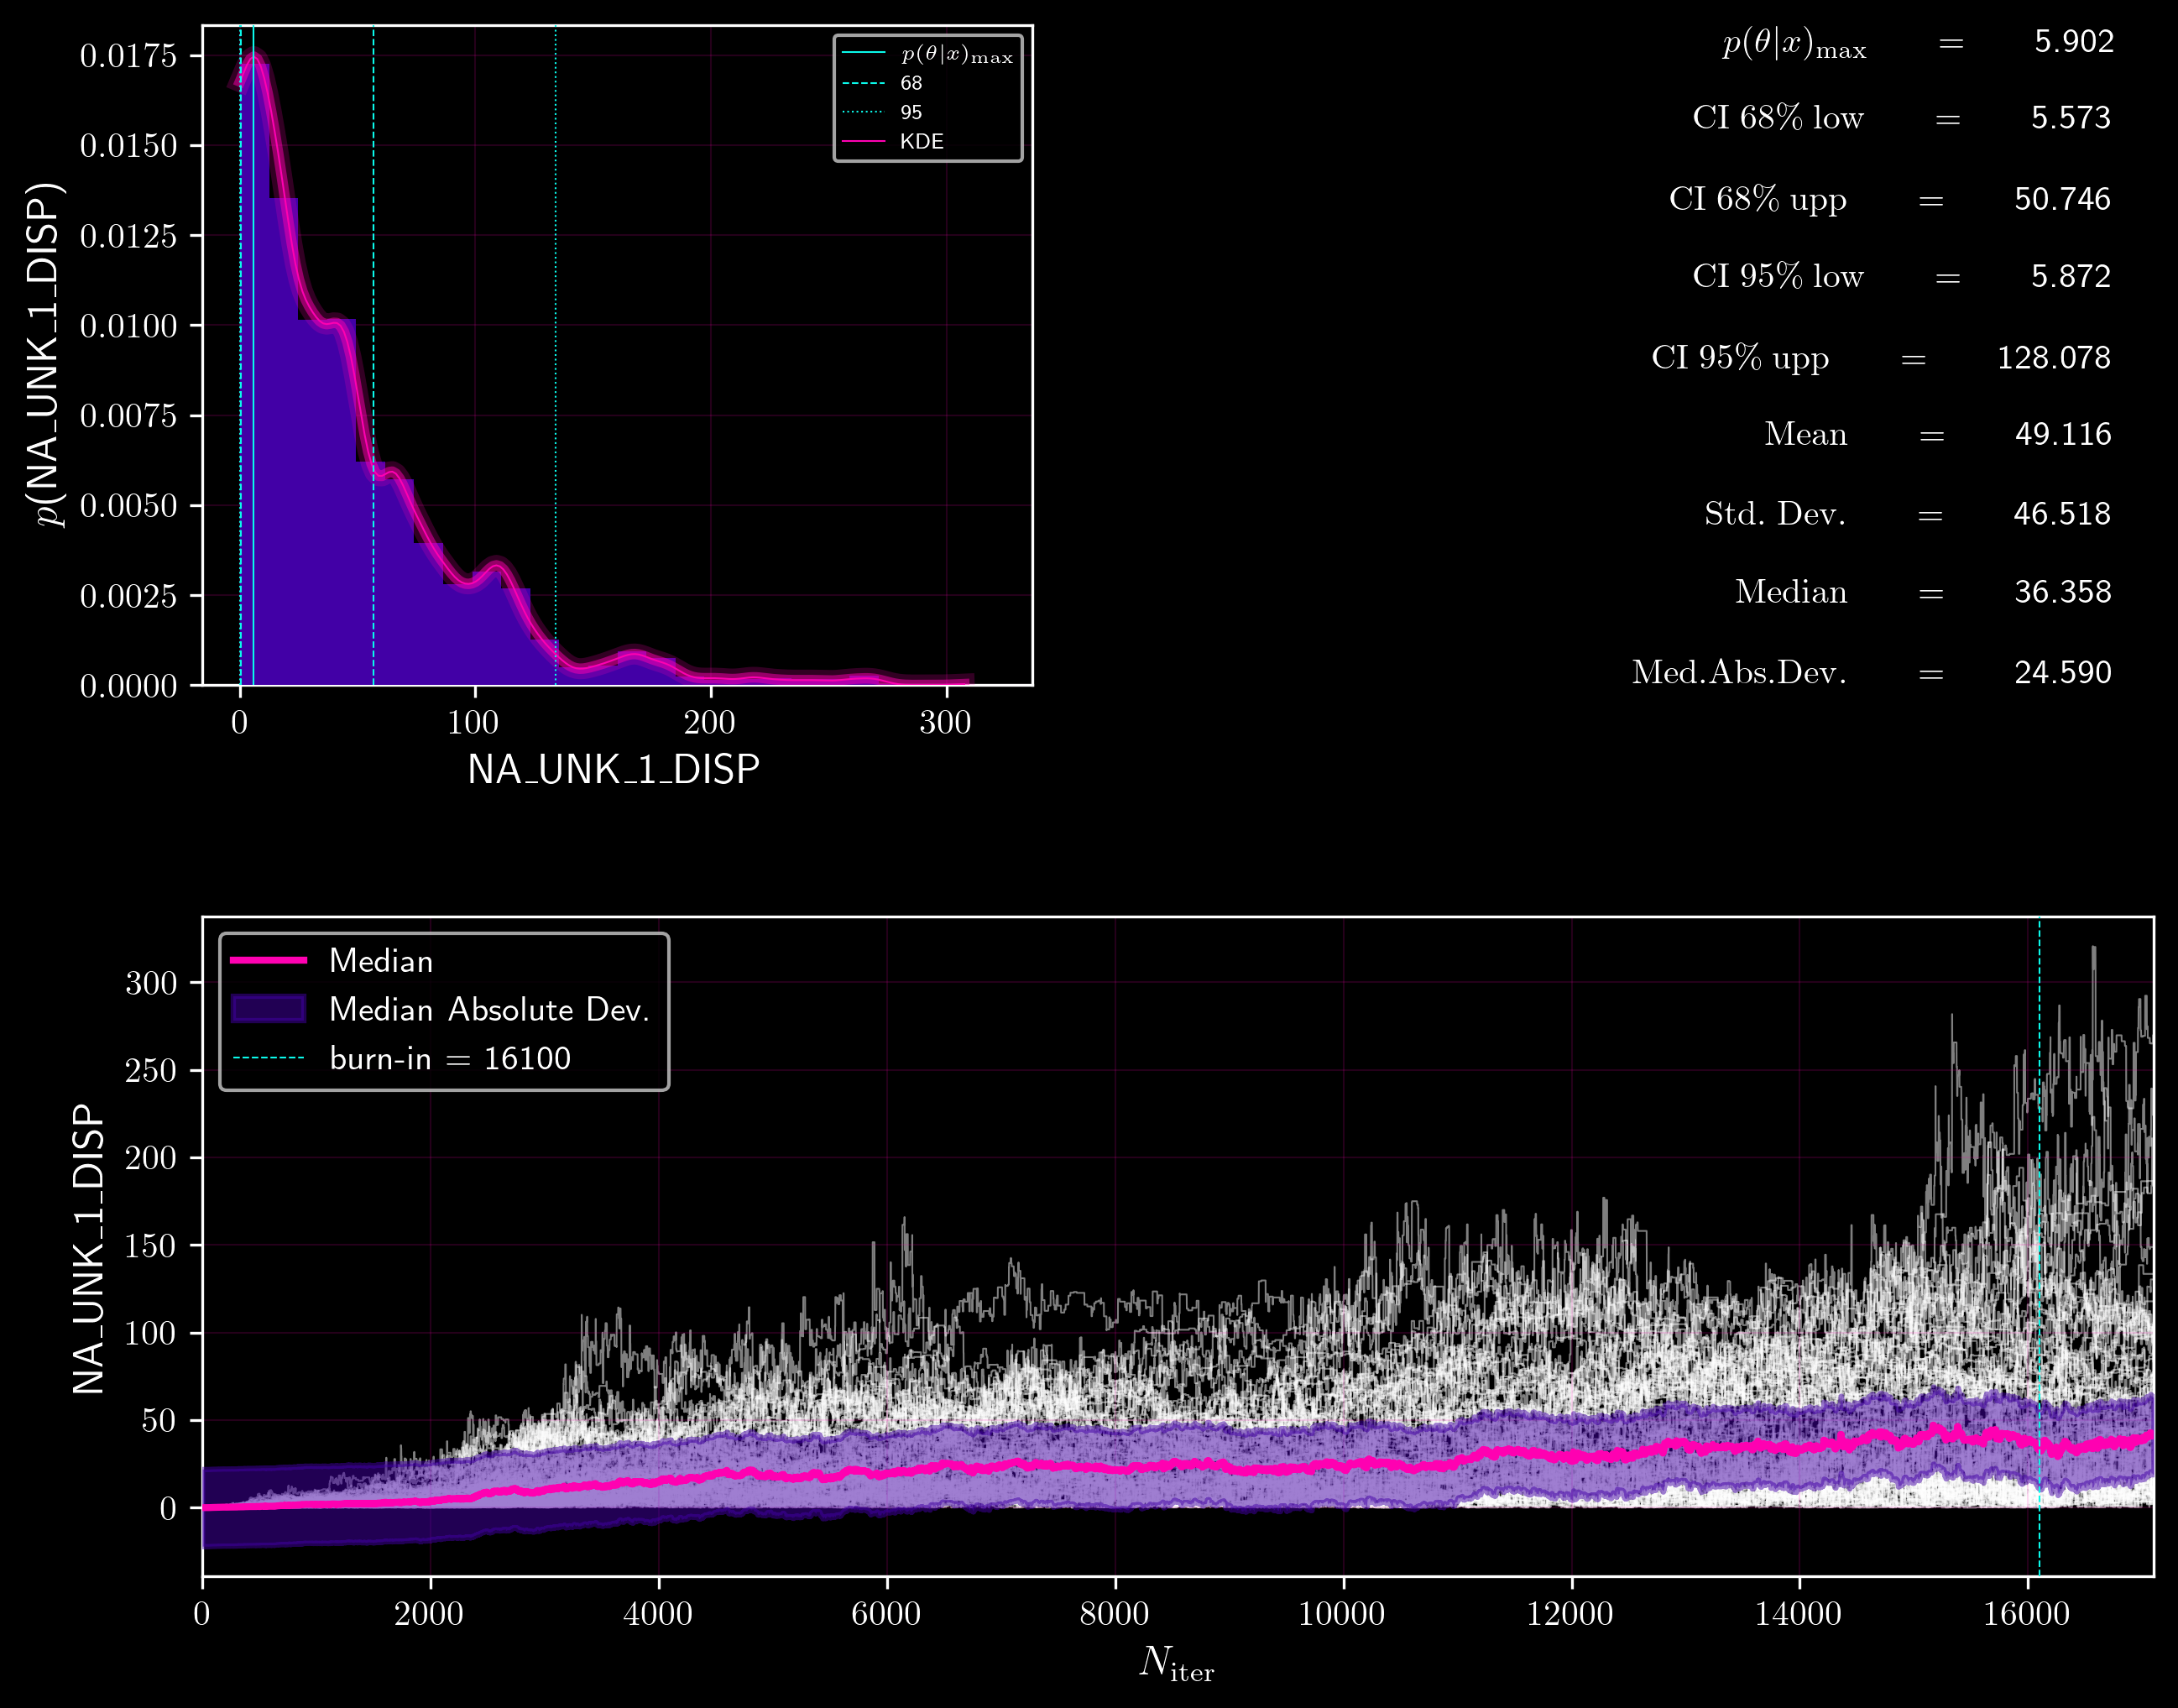 p(NA_UNK_1_DISP)
0.0175
0.0150
0.0125
0.0100
0.0075
0.0050
0.0025
0.0000
0 100 200 300
NA_UNK_1_DISP
p(θ|x)max
68
95
KDE
p(θ|x)max = 5.902
CI 68% low = 5.573
CI 68% upp = 50.746
CI 95% low = 5.872
CI 95% upp = 128.078
Mean = 49.116
Std. Dev. = 46.518
Median = 36.358
Med.Abs.Dev. = 24.590
NA_UNK_1_DISP
300
250
200
150
100
50
0
Median
Median Absolute Dev.
burn-in = 16100
0 2000 4000 6000 8000 10000 12000 14000 16000
Niter